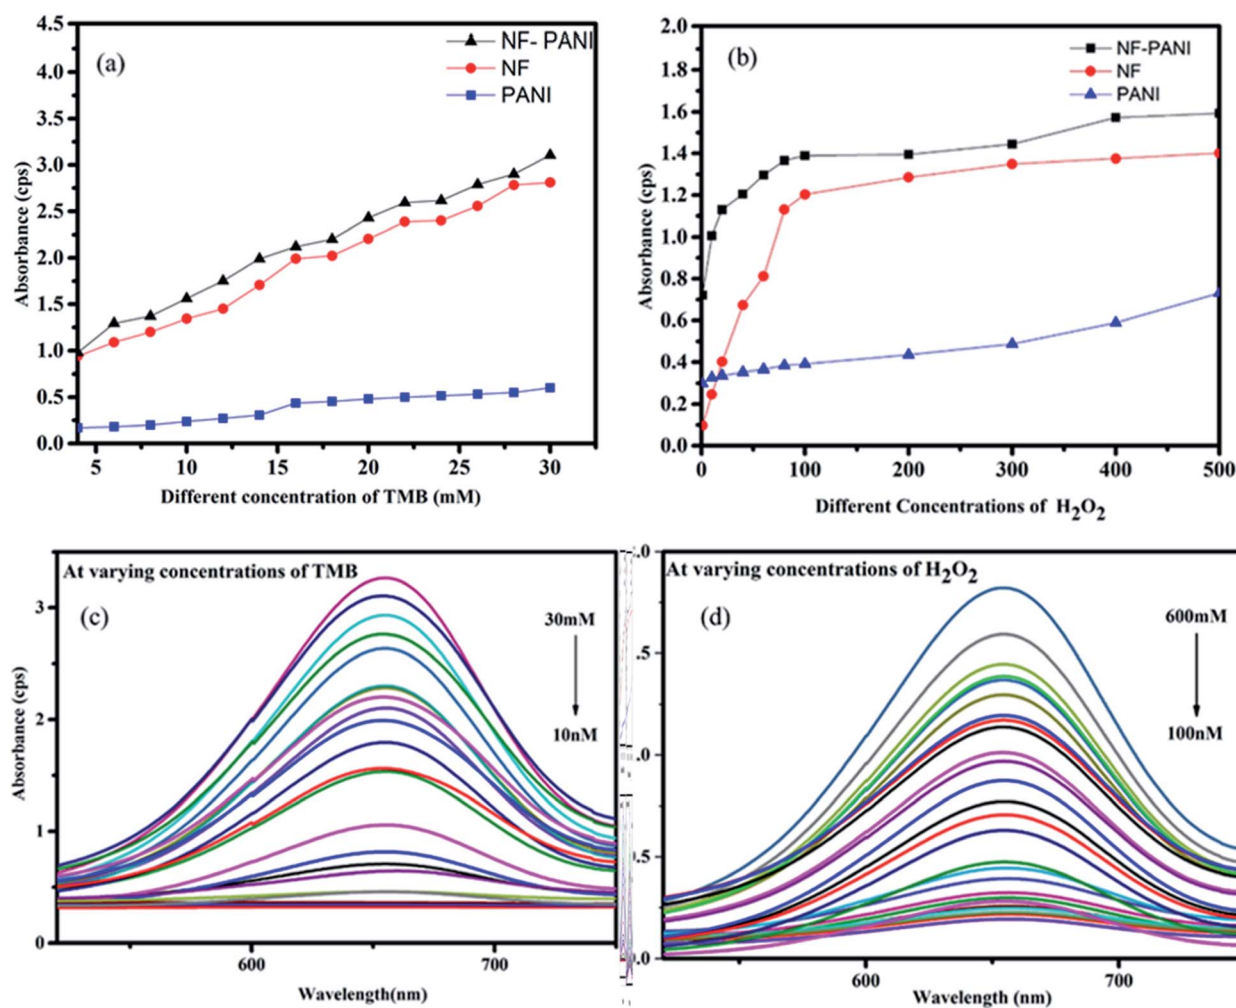 4.5
4.0
3.5
3.0
2.5
2.0
1.5
1.0
0.5
0.0
Absorbance (cps)
(a)
NF- PANI
NF
PANI
5 10 15 20 25 30
Different concentration of TMB (mM)
2.0
1.8
1.6
1.4
1.2
1.0
0.8
0.6
0.4
0.2
0.0
Absorbance (cps)
(b)
NF-PANI
NF
PANI
0 100 200 300 400 500
Different Concentrations of H₂O₂
At varying concentrations of TMB
(c)
30mM
10nM
3
2
1
0
Absorbance (cps)
600 700
Wavelength(nm)
At varying concentrations of H₂O₂
(d)
600mM
100nM
.0
.5
.0
.5
.0
600 700
Wavelength (nm)